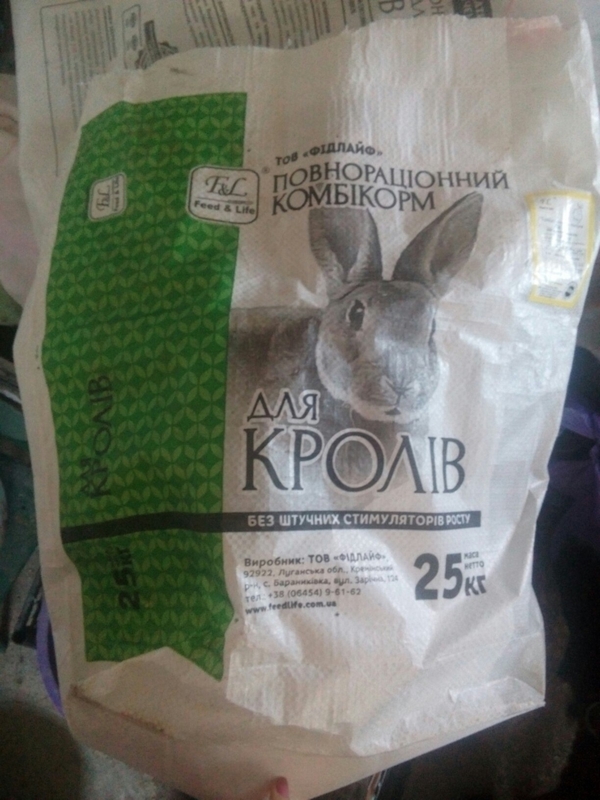 ТОВ «ФІДЛАЙФ»
ПОВНОРАЦІОННИЙ
КОМБІКОРМ
F&L
Feed & Life
F&L
ДЛЯ
КРОЛІВ
ДЛЯ
КРОЛІВ
БЕЗ ШТУЧНИХ СТИМУЛЯТОРІВ РОСТУ
Виробник: ТОВ «ФІДЛАЙФ»,
92922, Луганська обл., Кремінський
р-н, с. Бараниківка, вул. Зарічна,
тел.: +38 (06454) 9-61-62
www.feedlife.com.ua
маса
нетто
25 кг
25 кг